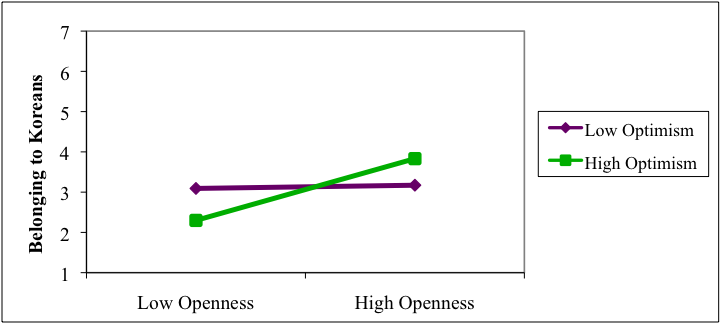 Belonging to Koreans
7
6
5
4
3
2
1
Low Openness
High Openness
Low Optimism
High Optimism